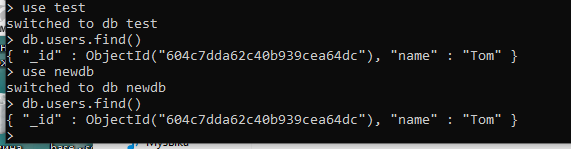 > use test
switched to db test
> db.users.find()
{ "_id" : ObjectId("604c7dda62c40b939cea64dc"), "name" : "Tom" }
> use newdb
switched to db newdb
> db.users.find()
{ "_id" : ObjectId("604c7dda62c40b939cea64dc"), "name" : "Tom" }
>